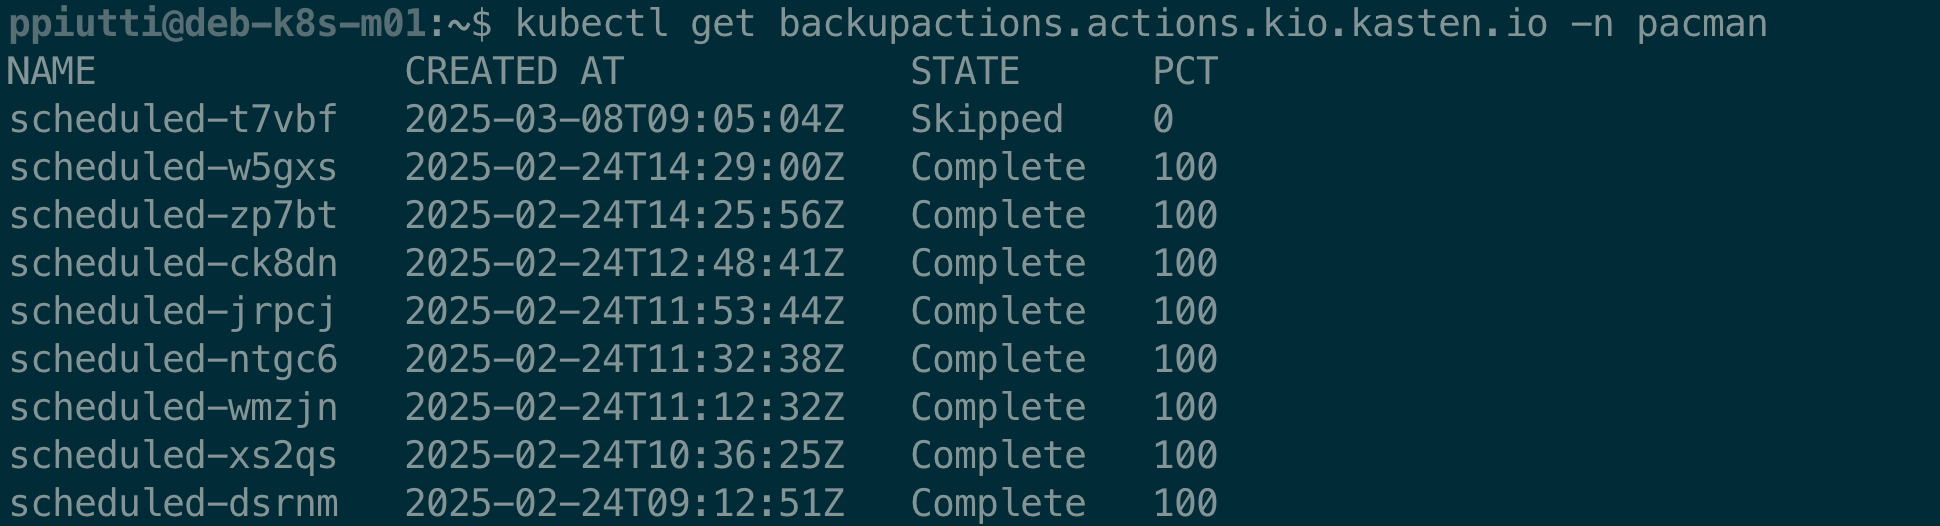 ppiutti@deb-k8s-m01:~$ kubectl get backupactions.actions.kio.kasten.io -n pacman
NAME CREATED AT STATE PCT
scheduled-t7vbf 2025-03-08T09:05:04Z Skipped 0
scheduled-w5gxs 2025-02-24T14:29:00Z Complete 100
scheduled-zp7bt 2025-02-24T14:25:56Z Complete 100
scheduled-ck8dn 2025-02-24T12:48:41Z Complete 100
scheduled-jrpcj 2025-02-24T11:53:44Z Complete 100
scheduled-ntgc6 2025-02-24T11:32:38Z Complete 100
scheduled-wmzjn 2025-02-24T11:12:32Z Complete 100
scheduled-xs2qs 2025-02-24T10:36:25Z Complete 100
scheduled-dsrnm 2025-02-24T09:12:51Z Complete 100